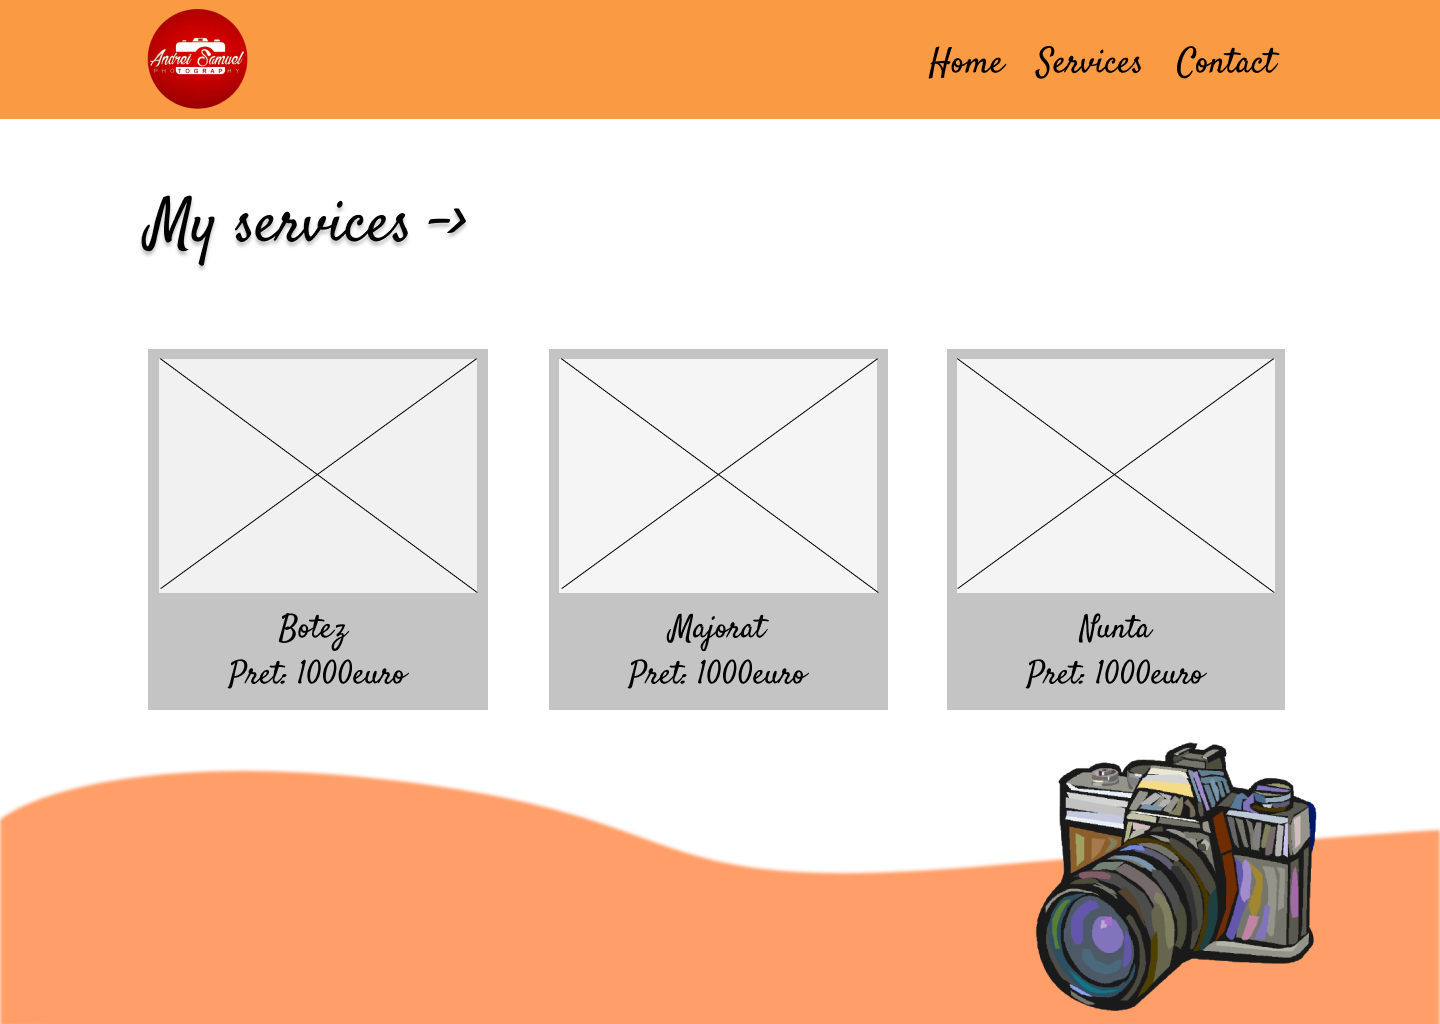 Andrei Samuel
PHOTOGRAPHY
Home Services Contact
My services ->
Botez
Pret: 1000euro
Majorat
Pret: 1000euro
Nunta
Pret: 1000euro